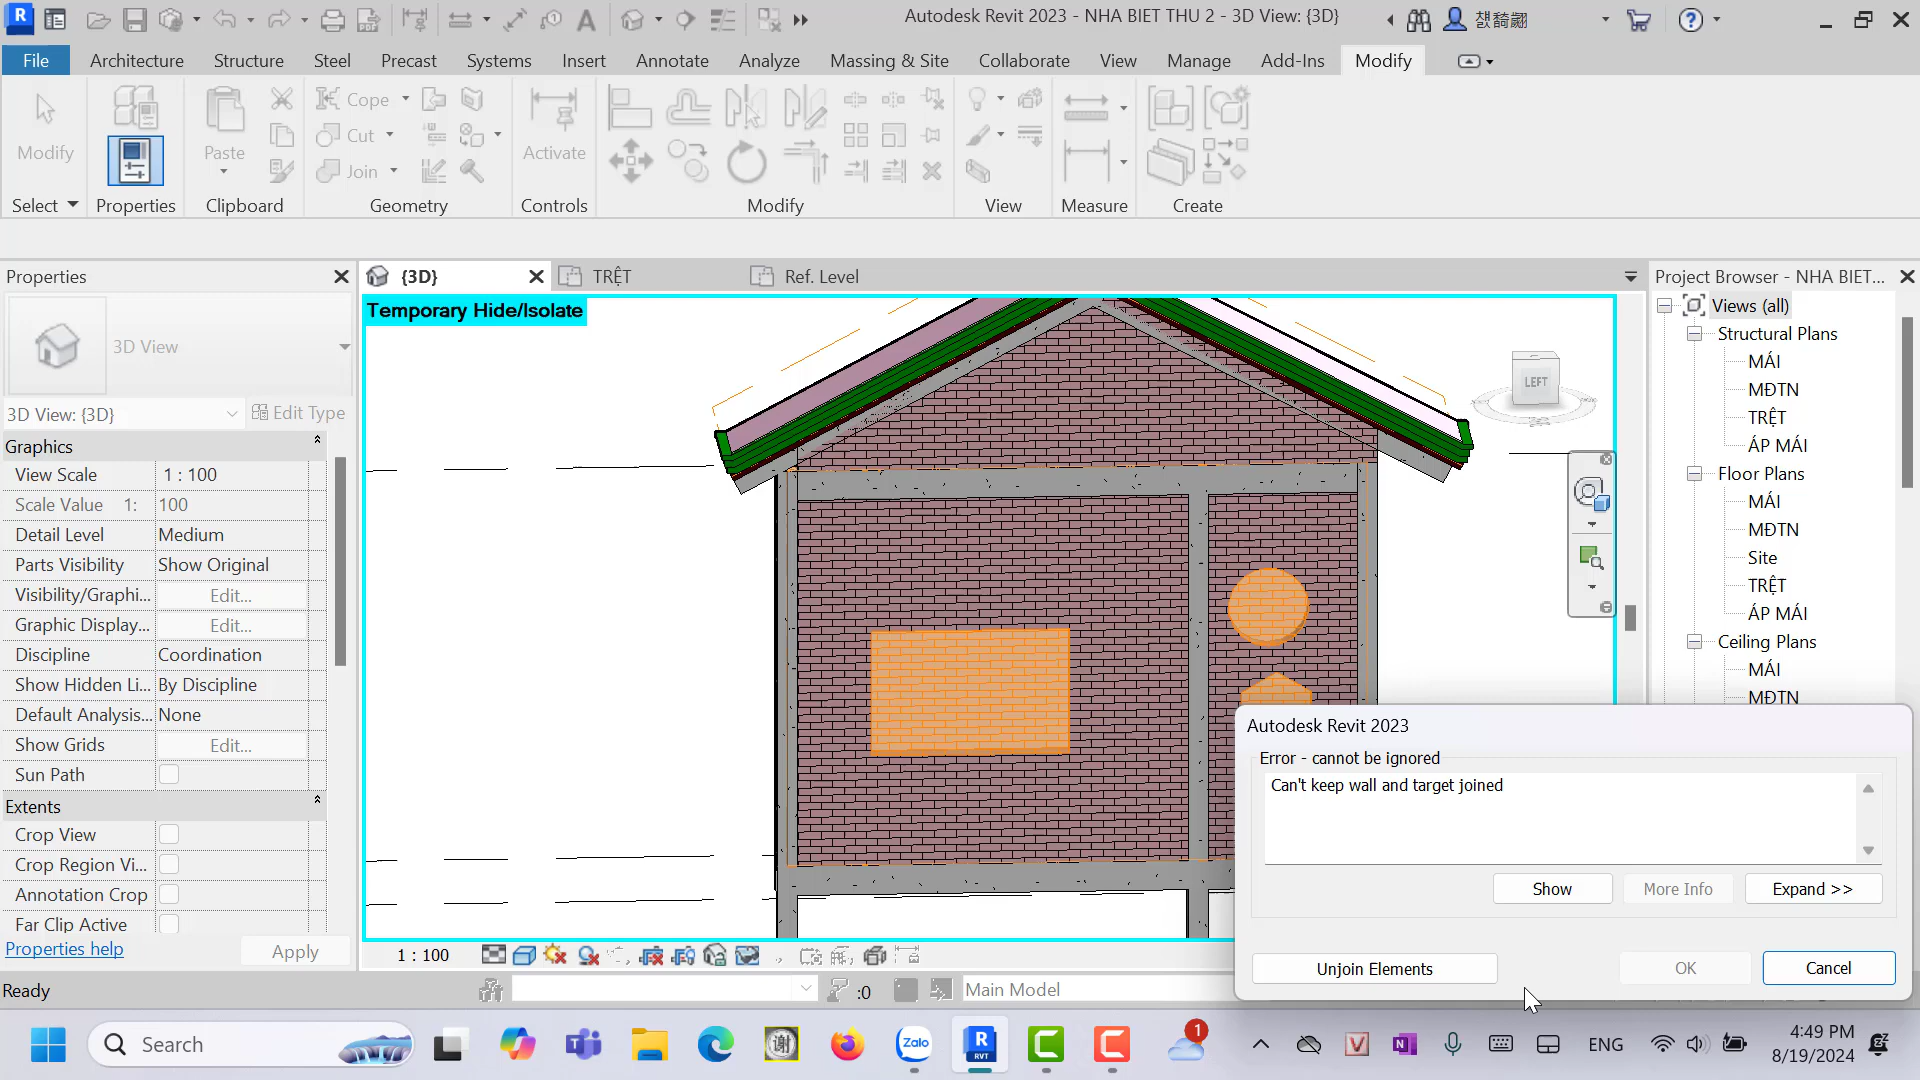 Autodesk Revit 2023 - NHA BIET THU 2 - 3D View: {3D}
File
Architecture
Structure
Steel
Precast
Systems
Insert
Annotate
Analyze
Massing & Site
Collaborate
View
Manage
Add-Ins
Modify
Modify
Paste
Cope
Cut
Join
Activate
Select
Properties
Clipboard
Geometry
Controls
Modify
View
Measure
Create
Properties
{3D}
TRỆT
Ref. Level
Project Browser - NHA BIET...
3D View
3D View: {3D}
Edit Type
Graphics
View Scale
1 : 100
Scale Value 1:
100
Detail Level
Medium
Parts Visibility
Show Original
Visibility/Graphi...
Edit...
Graphic Display...
Edit...
Discipline
Coordination
Show Hidden Li...
By Discipline
Default Analysis...
None
Show Grids
Edit...
Sun Path
Extents
Crop View
Crop Region Vi...
Annotation Crop
Far Clip Active
Properties help
Apply
Temporary Hide/Isolate
LEFT
Views (all)
Structural Plans
MÁI
MĐTN
TRỆT
ÁP MÁI
Floor Plans
MÁI
MĐTN
Site
TRỆT
ÁP MÁI
Ceiling Plans
MÁI
MĐTN
Autodesk Revit 2023
Error - cannot be ignored
Can't keep wall and target joined
Show
More Info
Expand >>
Unjoin Elements
OK
Cancel
1 : 100
Ready
:0
Main Model
Search
Zalo
R
RVT
1
ENG
4:49 PM
8/19/2024